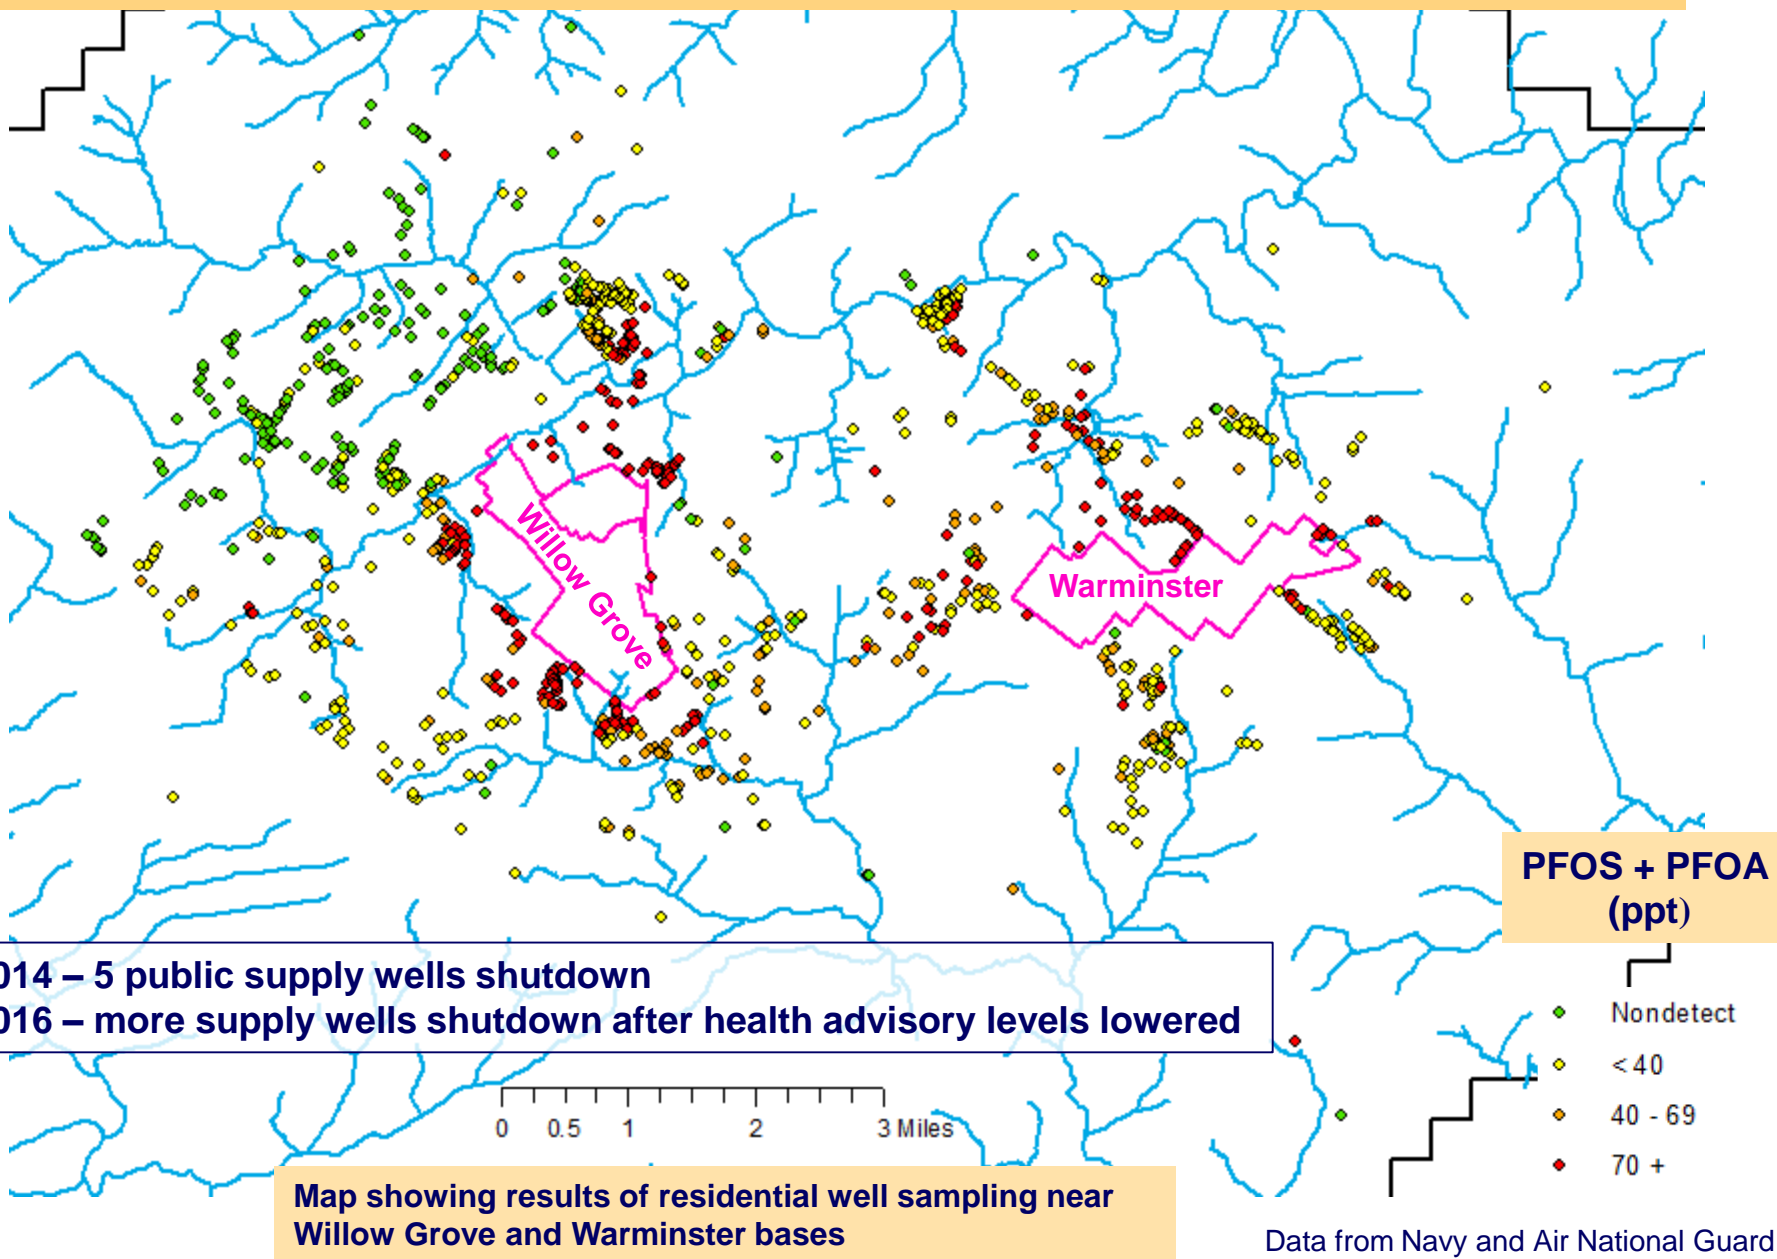 Willow Grove
Warminster
PFOS + PFOA
(ppt)
014 – 5 public supply wells shutdown
016 – more supply wells shutdown after health advisory levels lowered
Nondetect
<40
40 - 69
70 +
0 0.5 1 2 3 Miles
Map showing results of residential well sampling near
Willow Grove and Warminster bases
Data from Navy and Air National Guard